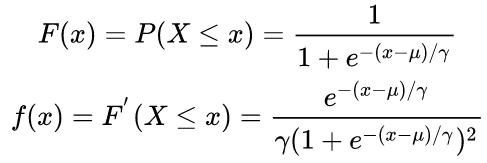 F(x) = P(X ≤ x) = 1 / (1 + e^{-(x-μ)/γ})
f(x) = F'(X ≤ x) = e^{-(x-μ)/γ} / (γ(1 + e^{-(x-μ)/γ})^2)